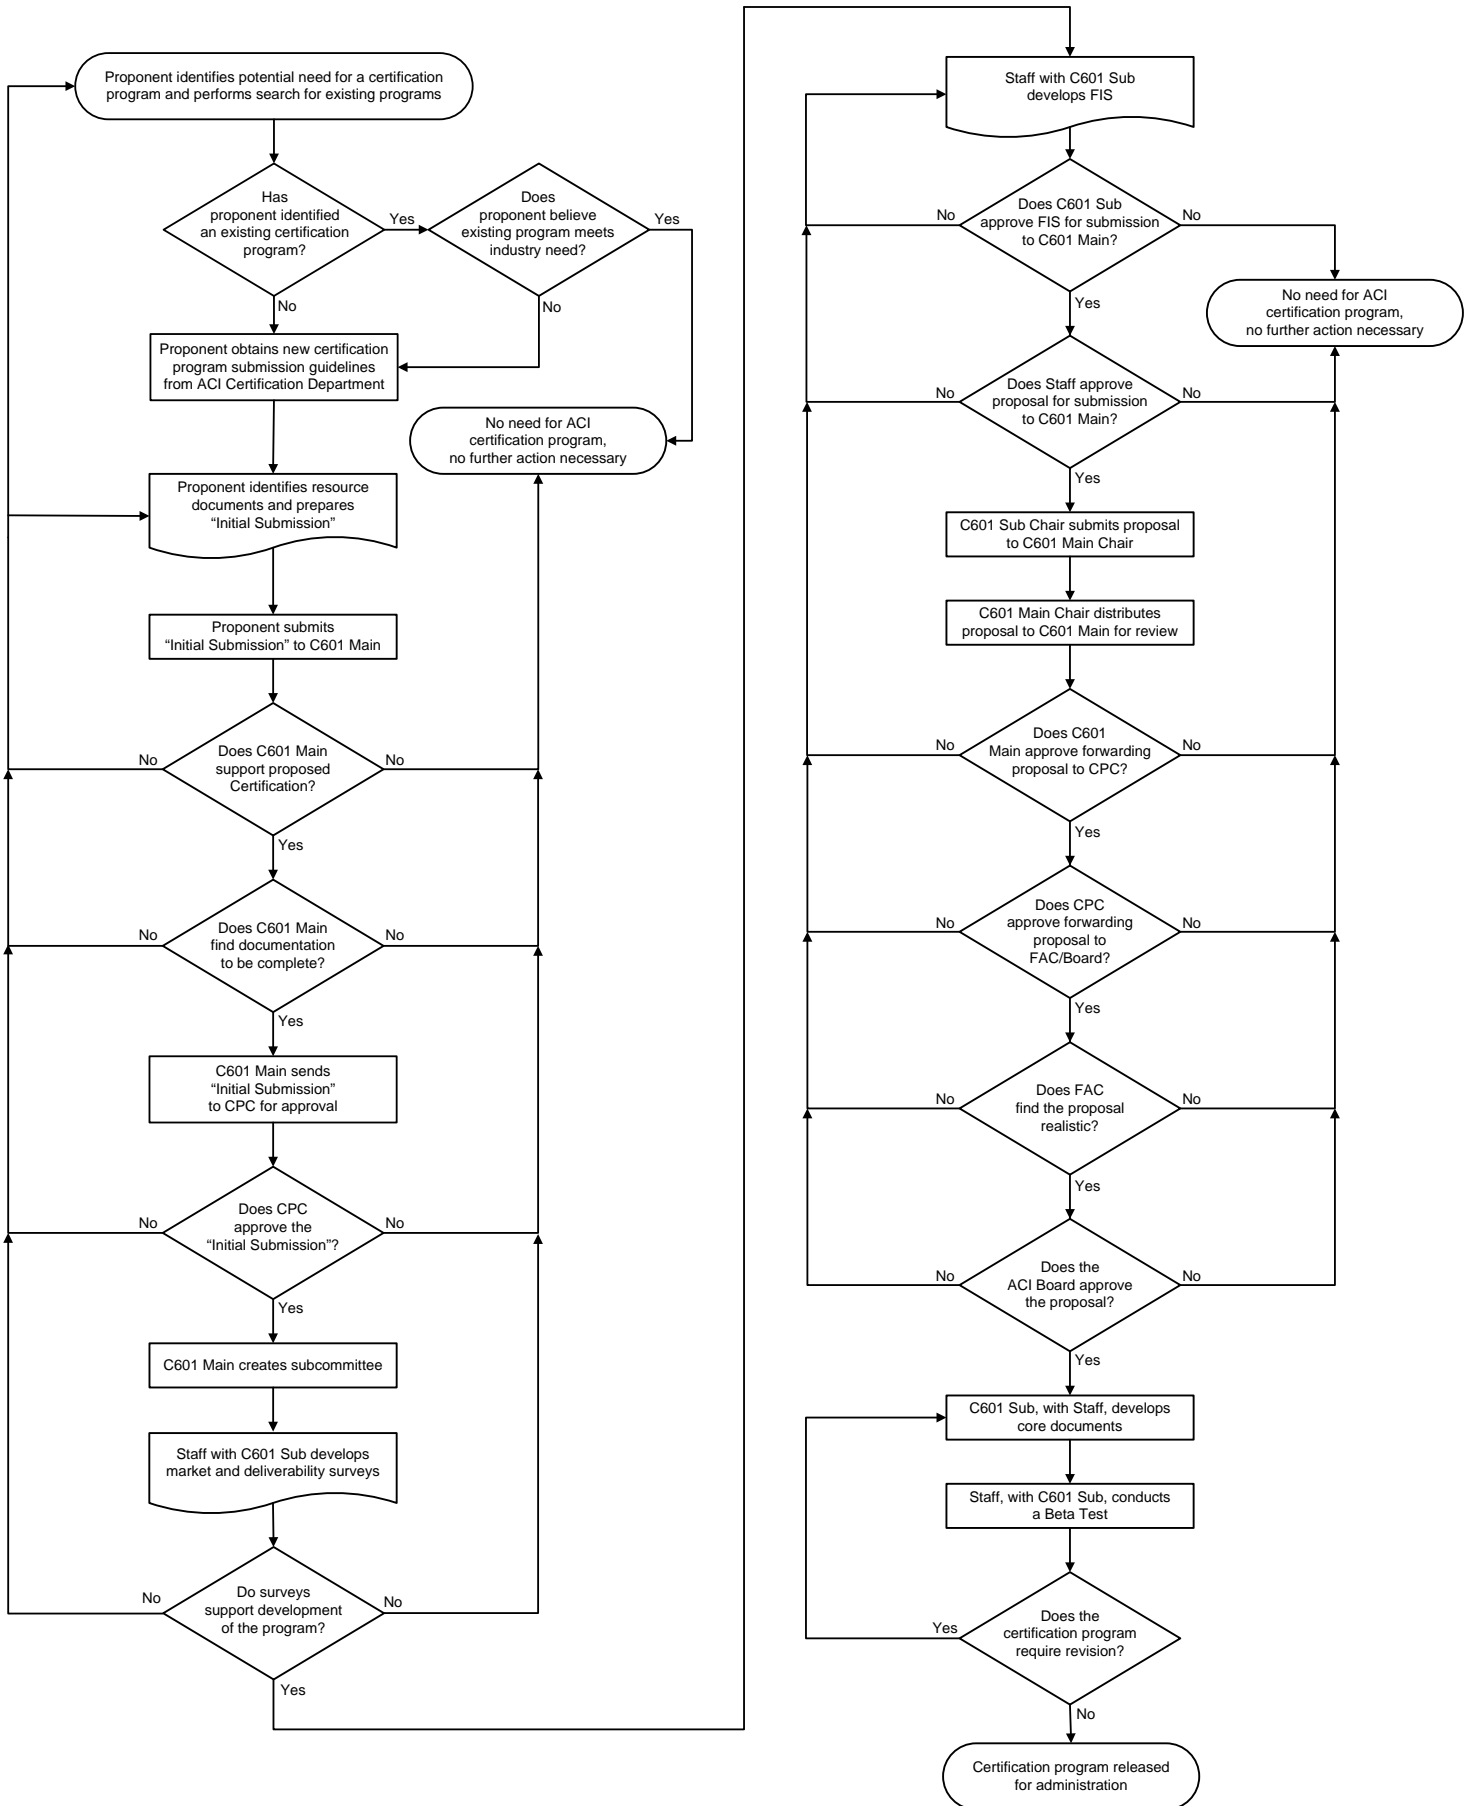 Proponent identifies potential need for a certification
program and performs search for existing programs
Has
proponent identified
an existing certification
program?
Yes
Does
proponent believe
existing program meets
industry need?
Yes
No
No
Proponent obtains new certification
program submission guidelines
from ACI Certification Department
No need for ACI
certification program,
no further action necessary
Proponent identifies resource
documents and prepares
“Initial Submission”
Proponent submits
“Initial Submission” to C601 Main
No
Does C601 Main
support proposed
Certification?
No
Yes
No
Does C601 Main
find documentation
to be complete?
No
Yes
C601 Main sends
“Initial Submission”
to CPC for approval
No
Does CPC
approve the
“Initial Submission”?
No
Yes
C601 Main creates subcommittee
Staff with C601 Sub develops
market and deliverability surveys
No
Do surveys
support development
of the program?
No
Yes
Staff with C601 Sub
develops FIS
No
Does C601 Sub
approve FIS for submission
to C601 Main?
No
Yes
No need for ACI
certification program,
no further action necessary
No
Does Staff approve
proposal for submission
to C601 Main?
No
Yes
C601 Sub Chair submits proposal
to C601 Main Chair
C601 Main Chair distributes
proposal to C601 Main for review
No
Does C601
Main approve forwarding
proposal to CPC?
No
Yes
No
Does CPC
approve forwarding
proposal to
FAC/Board?
No
Yes
No
Does FAC
find the proposal
realistic?
No
Yes
No
Does the
ACI Board approve
the proposal?
No
Yes
C601 Sub, with Staff, develops
core documents
Staff, with C601 Sub, conducts
a Beta Test
Yes
Does the
certification program
require revision?
No
Certification program released
for administration